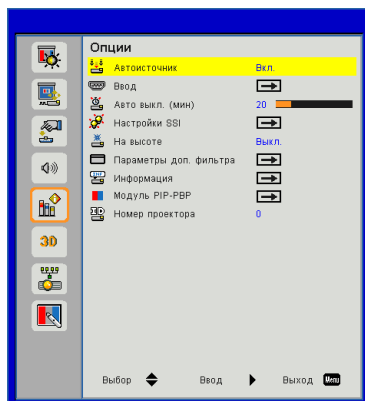 Опции
Автоисточник Вкл.
Ввод
Авто выкл. (мин) 20
Настройки SSI
На высоте Выкл.
Параметры доп. фильтра
Информация
Модуль PIP-PBP
Номер проектора 0
3D
Выбор Ввод Выход Menu